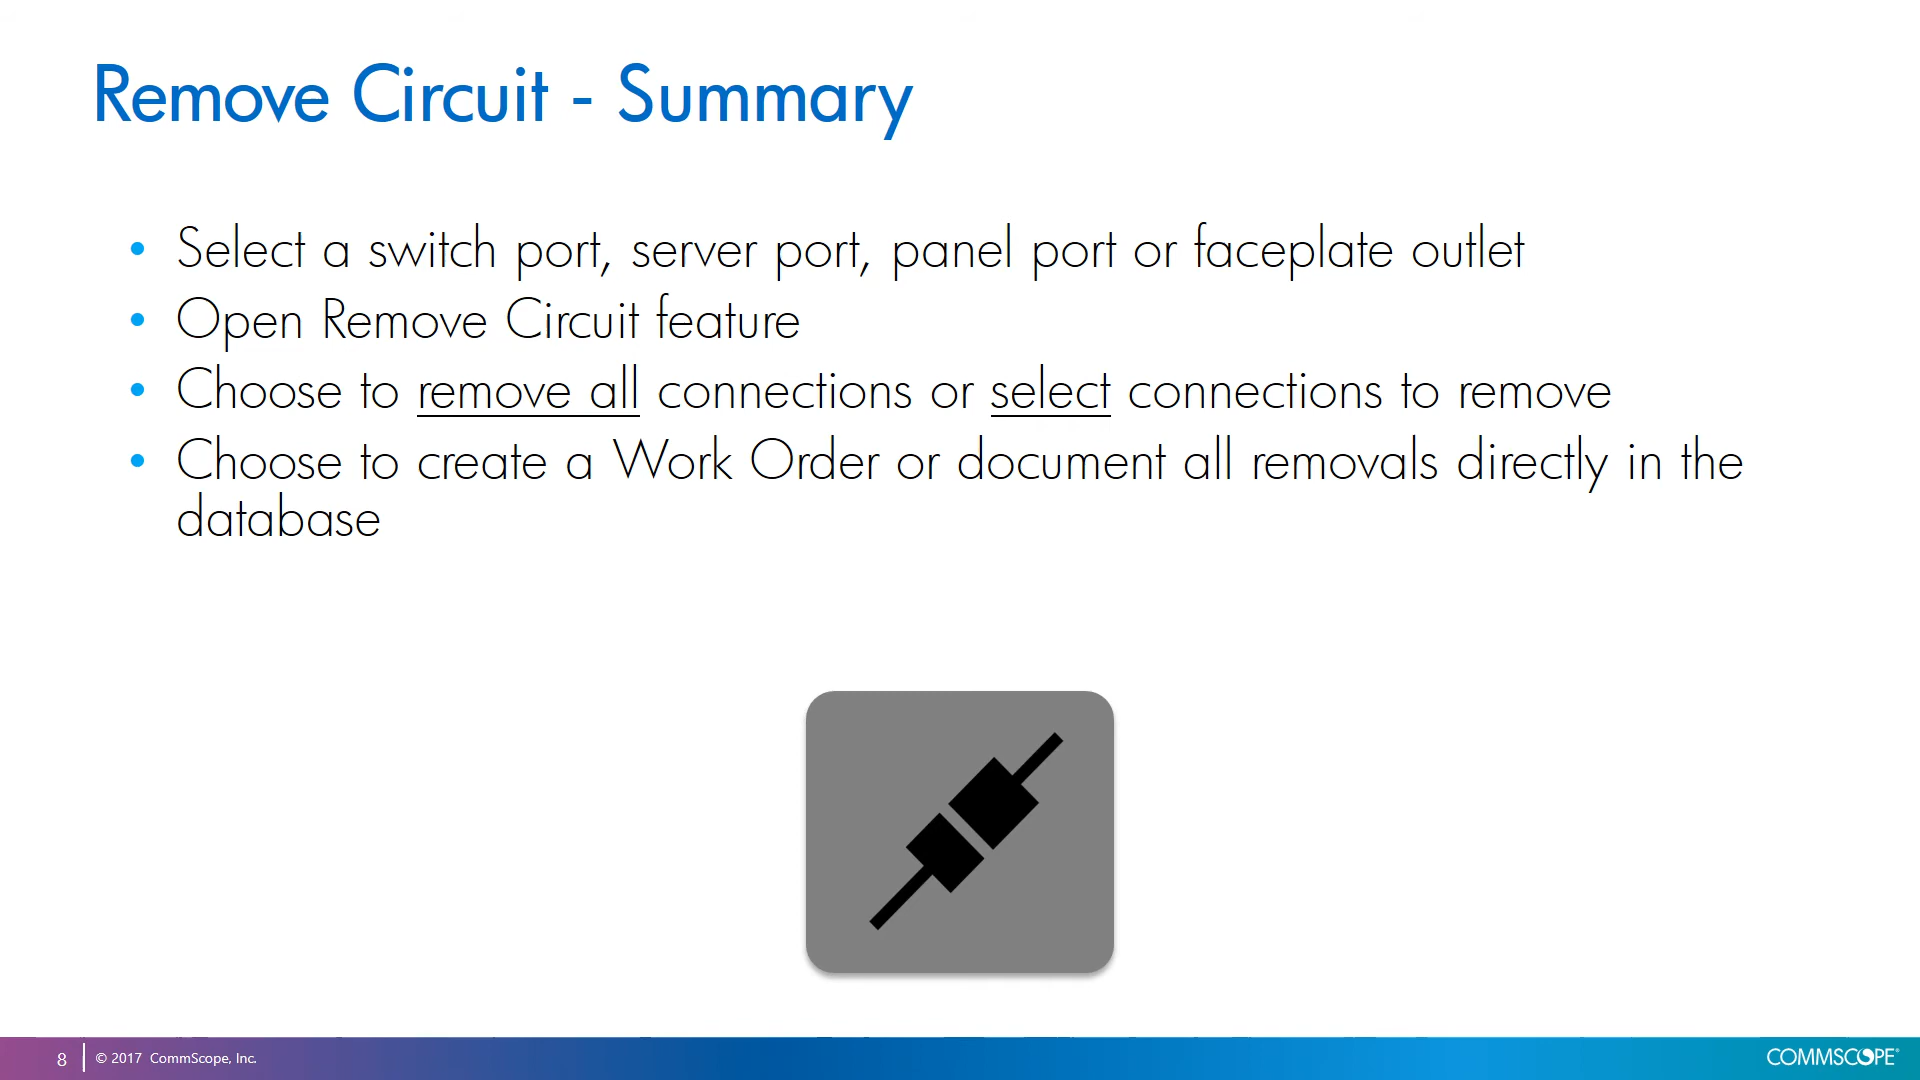 Remove Circuit - Summary
• Select a switch port, server port, panel port or faceplate outlet
• Open Remove Circuit feature
• Choose to remove all connections or select connections to remove
• Choose to create a Work Order or document all removals directly in the
database
8 © 2017 CommScope, Inc.
COMMSCOPE®